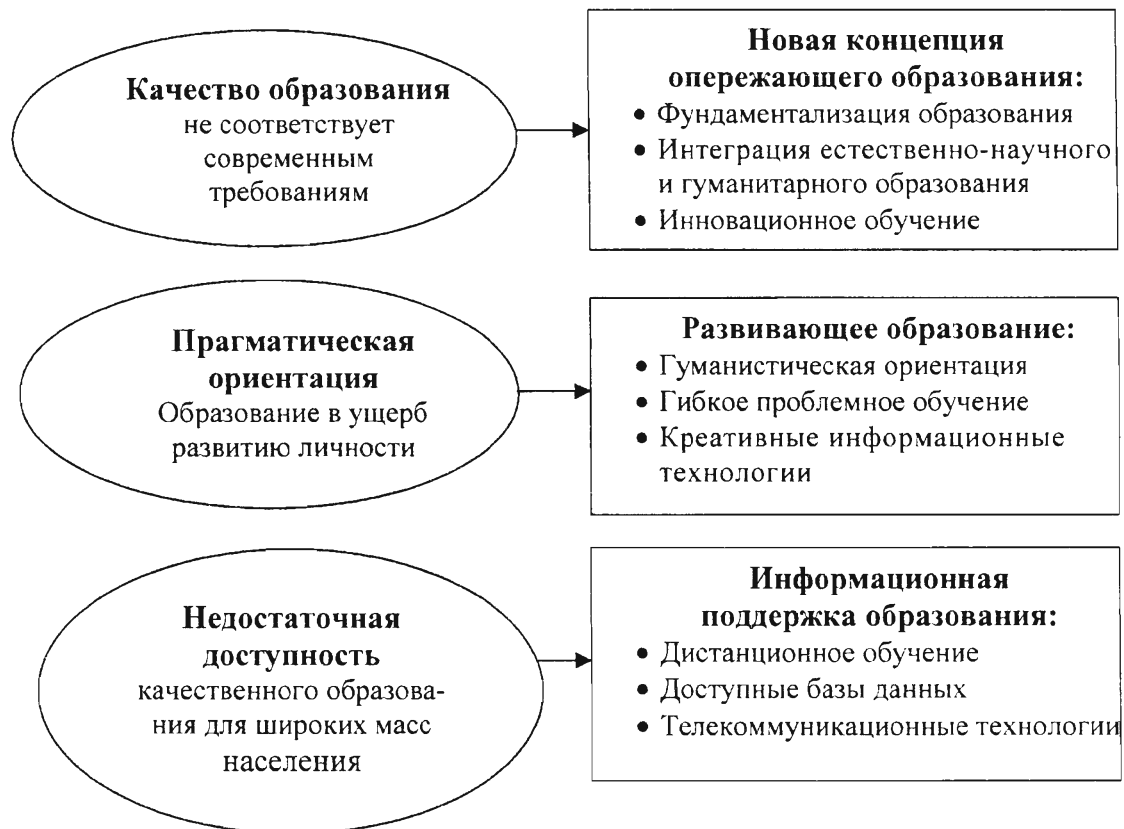 Качество образования
не соответствует
современным
требованиям
Новая концепция
опережающего образования:
• Фундаментализация образования
• Интеграция естественно-научного
и гуманитарного образования
• Инновационное обучение
Прагматическая
ориентация
Образование в ущерб
развитию личности
Развивающее образование:
• Гуманистическая ориентация
• Гибкое проблемное обучение
• Креативные информационные
технологии
Недостаточная
доступность
качественного образова-
ния для широких масс
населения
Информационная
поддержка образования:
• Дистанционное обучение
• Доступные базы данных
• Телекоммуникационные технологии